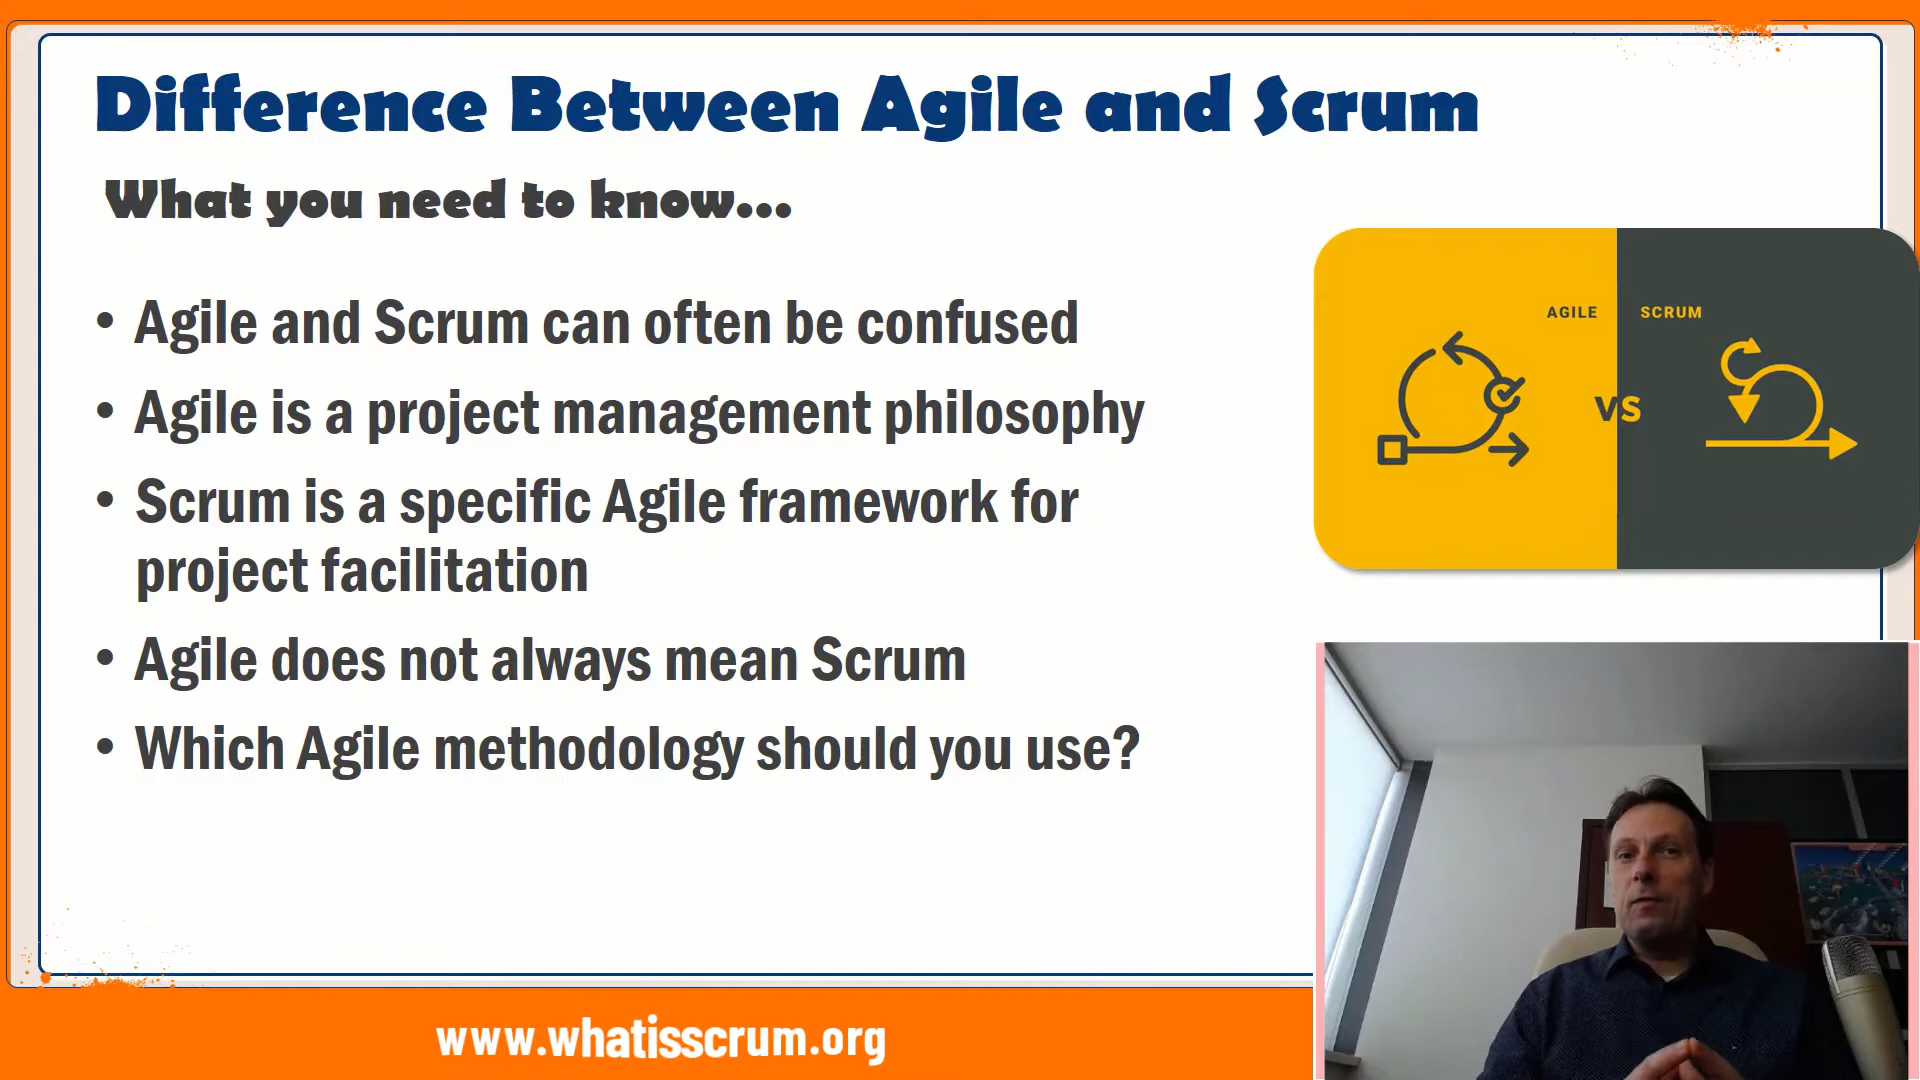 Difference Between Agile and Scrum
What you need to know...
• Agile and Scrum can often be confused
• Agile is a project management philosophy
• Scrum is a specific Agile framework for
project facilitation
• Agile does not always mean Scrum
• Which Agile methodology should you use?
AGILE SCRUM
VS
www.whatisscrum.org